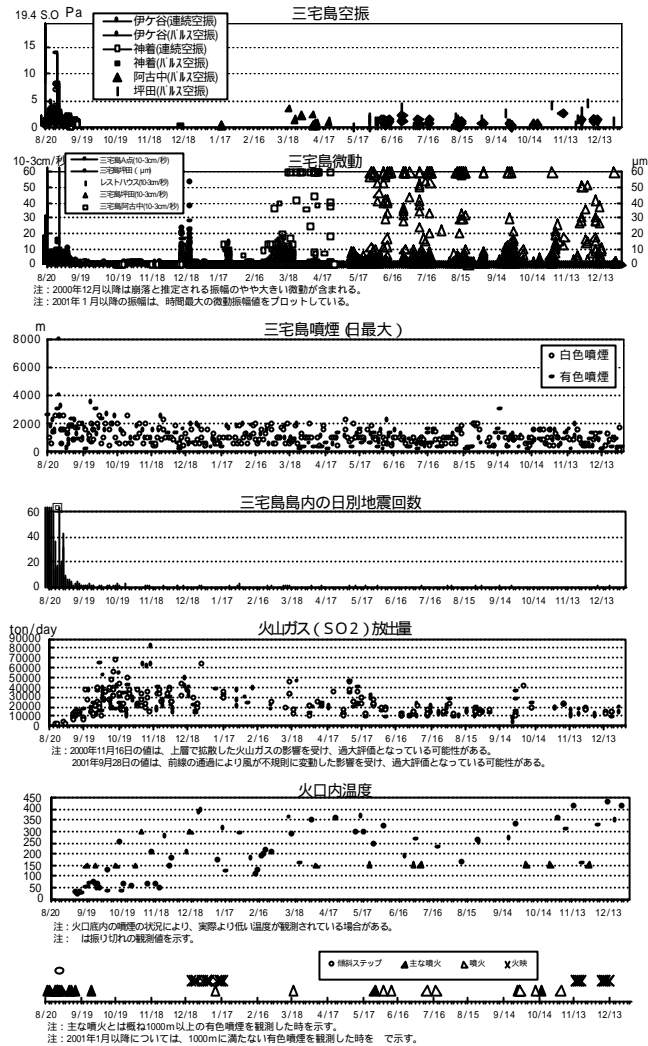 三宅島空振
19.4 S.O Pa
伊ケ谷(連続空振)
伊ケ谷(パルス空振)
神着(連続空振)
神着(パルス空振)
阿古中(パルス空振)
坪田(パルス空振)
15
10
5
0
8/20 9/19 10/19 11/18 12/18 1/17 2/16 3/18 4/17 5/17 6/16 7/16 8/15 9/14 10/14 11/13 12/13
三宅島微動
10-3cm/秒
μm
三宅島A点(10-3cm/秒)
三宅島坪田(μm)
レストハウス(10-3cm/秒)
三宅島坪田(10-3cm/秒)
三宅島阿古中(10-3cm/秒)
60 60
50 50
40 40
30 30
20 20
10 10
0 0
8/20 9/19 10/19 11/18 12/18 1/17 2/16 3/18 4/17 5/17 6/16 7/16 8/15 9/14 10/14 11/13 12/13
注:2000年12月以降は崩落と推定される振幅のやや大きい微動が含まれる。
注:2001年1月以降の振幅は、時間最大の微動振幅値をプロットしている。
三宅島噴煙(日最大)
m
白色噴煙
有色噴煙
8000
6000
4000
2000
0
8/20 9/19 10/19 11/18 12/18 1/17 2/16 3/18 4/17 5/17 6/16 7/16 8/15 9/14 10/14 11/13 12/13
三宅島島内の日別地震回数
60
40
20
0
8/20 9/19 10/19 11/18 12/18 1/17 2/16 3/18 4/17 5/17 6/16 7/16 8/15 9/14 10/14 11/13 12/13
火山ガス(SO2)放出量
ton/day
90000
80000
70000
60000
50000
40000
30000
20000
10000
0
8/20 9/19 10/19 11/18 12/18 1/17 2/16 3/18 4/17 5/17 6/16 7/16 8/15 9/14 10/14 11/13 12/13
注:2000年11月16日の値は、上層で拡散した火山ガスの影響を受け、過大評価となっている可能性がある。
2001年9月28日の値は、前線の通過により風が不規則に変動した影響を受け、過大評価となっている可能性がある。
火口内温度
450
400
350
300
250
200
150
100
50
0
8/20 9/19 10/19 11/18 12/18 1/17 2/16 3/18 4/17 5/17 6/16 7/16 8/15 9/14 10/14 11/13 12/13
注:火口底内の噴煙の状況により、実際より低い温度が観測されている場合がある。
注: は振り切れの観測値を示す。
傾斜ステップ 主な噴火 噴火 火映
8/20 9/19 10/19 11/18 12/18 1/17 2/16 3/18 4/17 5/17 6/16 7/16 8/15 9/14 10/14 11/13 12/13
注:主な噴火とは概ね1000m以上の有色噴煙を観測した時を示す。
注:2001年1月以降については、1000mに満たない有色噴煙を観測した時を で示す。